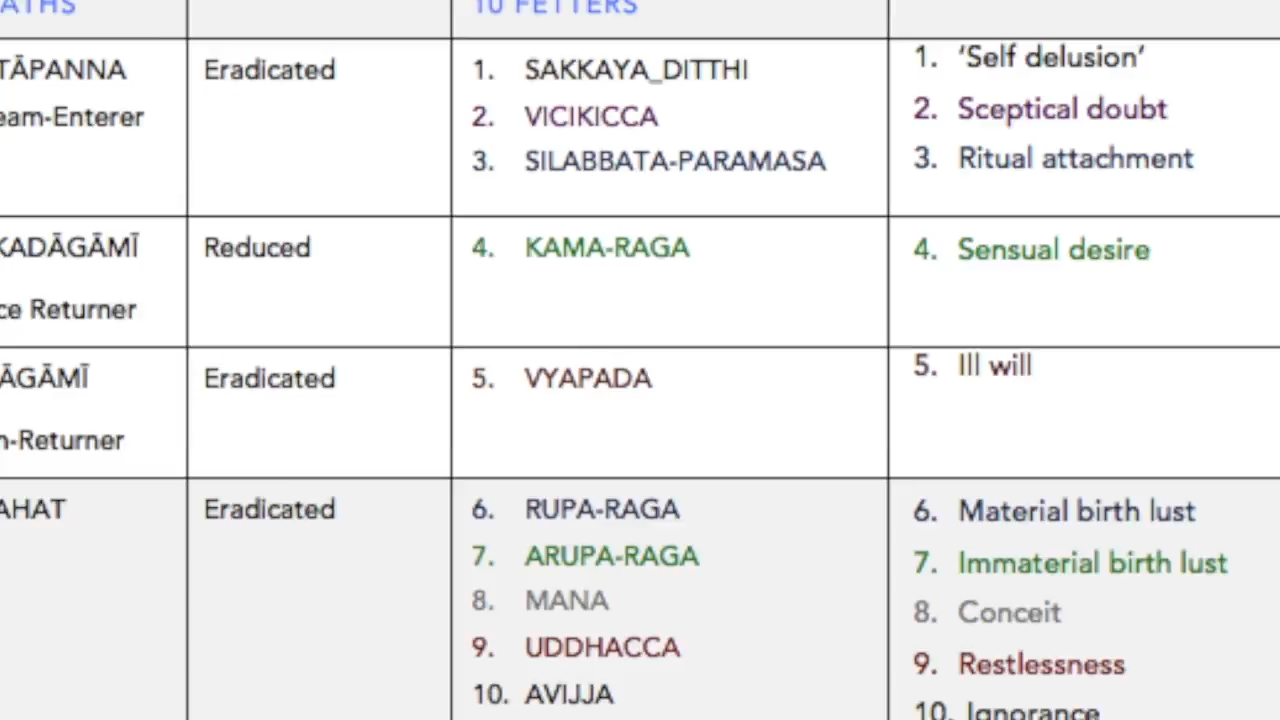 ATHS 10 FETTERS
TĀPANNA Eradicated 1. SAKKAYA_DITTHI 1. ‘Self delusion’
eam-Enterer 2. VICIKICCA 2. Sceptical doubt
3. SILABBATA-PARAMASA 3. Ritual attachment
KADĀGĀMĪ Reduced 4. KAMA-RAGA 4. Sensual desire
ce Returner
ĀGĀMĪ Eradicated 5. VYAPADA 5. Ill will
n-Returner
AHAT Eradicated 6. RUPA-RAGA 6. Material birth lust
7. ARUPA-RAGA 7. Immaterial birth lust
8. MANA 8. Conceit
9. UDDHACCA 9. Restlessness
10. AVIJJA 10. Ignorance